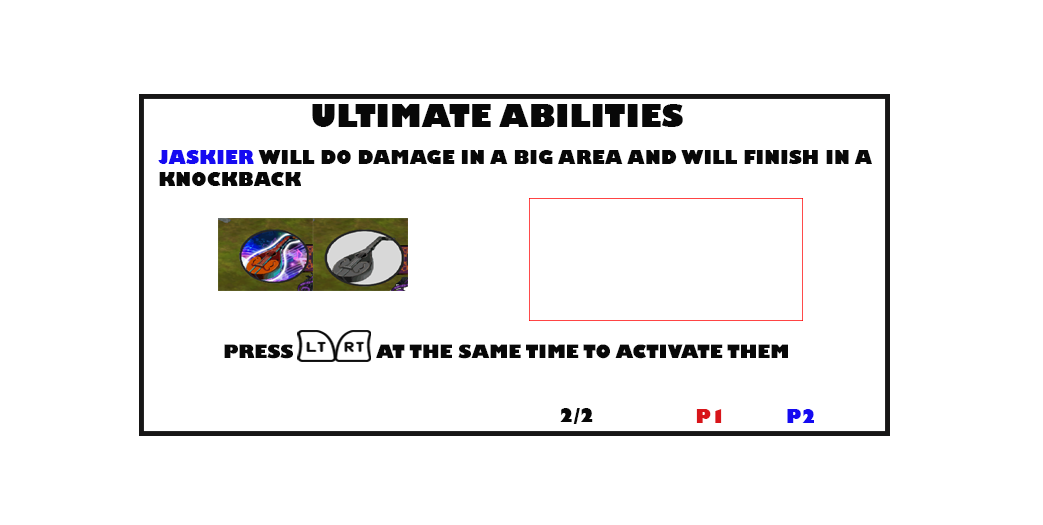 ULTIMATE ABILITIES
JASKIER WILL DO DAMAGE IN A BIG AREA AND WILL FINISH IN A
KNOCKBACK
PRESS LT RT AT THE SAME TIME TO ACTIVATE THEM
2/2 P1 P2